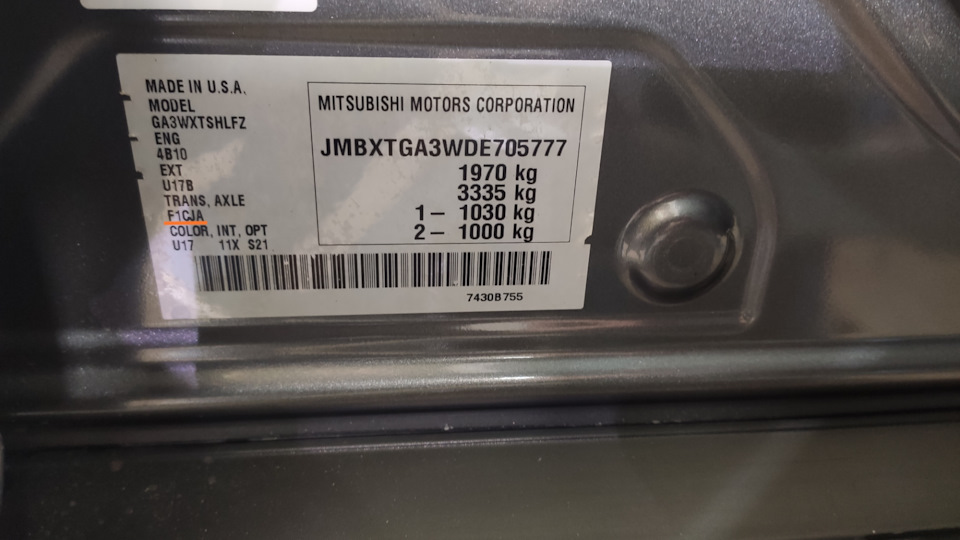 MADE IN U.S.A.
MODEL
GA3WXTSHLFZ
ENG
4B10
EXT
U17B
TRANS, AXLE
F1CJA
COLOR, INT, OPT
U17 11X S21
MITSUBISHI MOTORS CORPORATION
JMBXTGA3WDE705777
1970 kg
3335 kg
1– 1030 kg
2– 1000 kg
7430B755